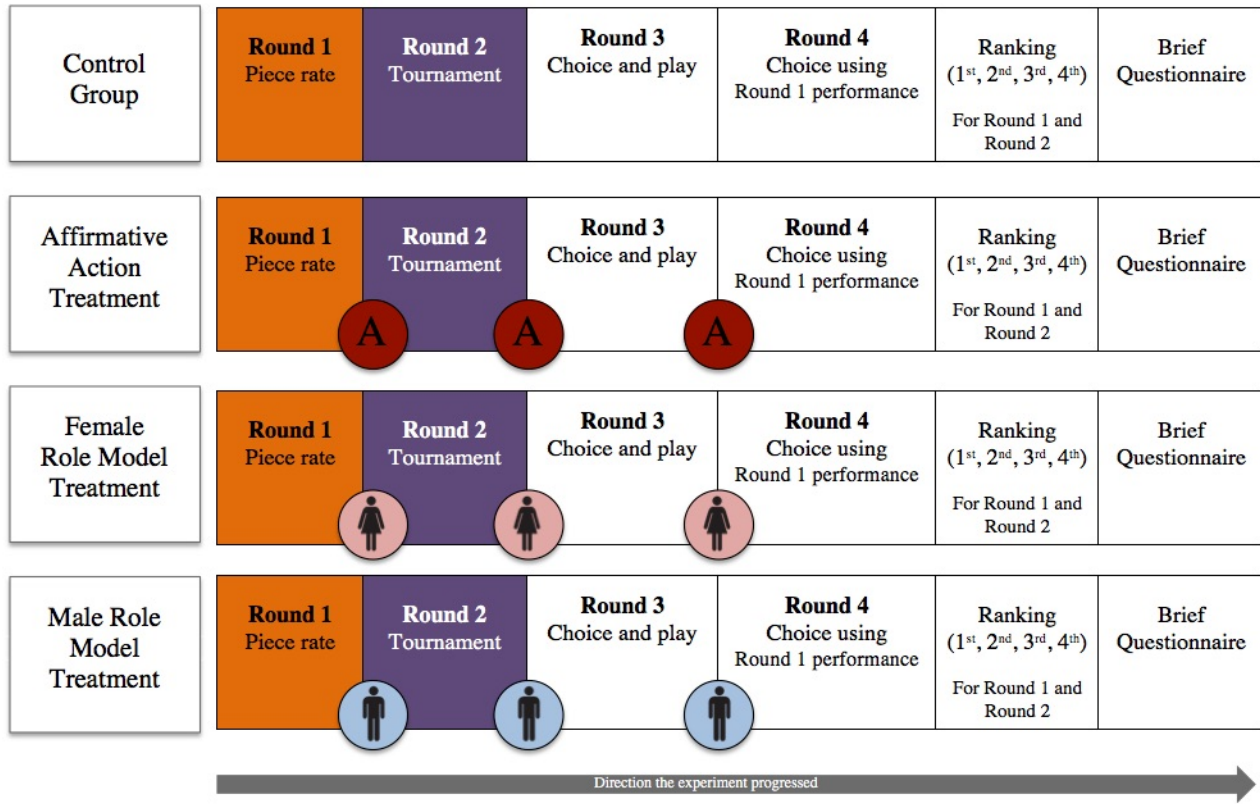 Control
Group
Round 1
Piece rate
Round 2
Tournament
Round 3
Choice and play
Round 4
Choice using
Round 1 performance
Ranking
(1st, 2nd, 3rd, 4th)
For Round 1 and
Round 2
Brief
Questionnaire
Affirmative
Action
Treatment
Round 1
Piece rate
Round 2
Tournament
Round 3
Choice and play
Round 4
Choice using
Round 1 performance
Ranking
(1st, 2nd, 3rd, 4th)
For Round 1 and
Round 2
Brief
Questionnaire
A
A
A
Female
Role Model
Treatment
Round 1
Piece rate
Round 2
Tournament
Round 3
Choice and play
Round 4
Choice using
Round 1 performance
Ranking
(1st, 2nd, 3rd, 4th)
For Round 1 and
Round 2
Brief
Questionnaire
Male Role
Model
Treatment
Round 1
Piece rate
Round 2
Tournament
Round 3
Choice and play
Round 4
Choice using
Round 1 performance
Ranking
(1st, 2nd, 3rd, 4th)
For Round 1 and
Round 2
Brief
Questionnaire
Direction the experiment progressed